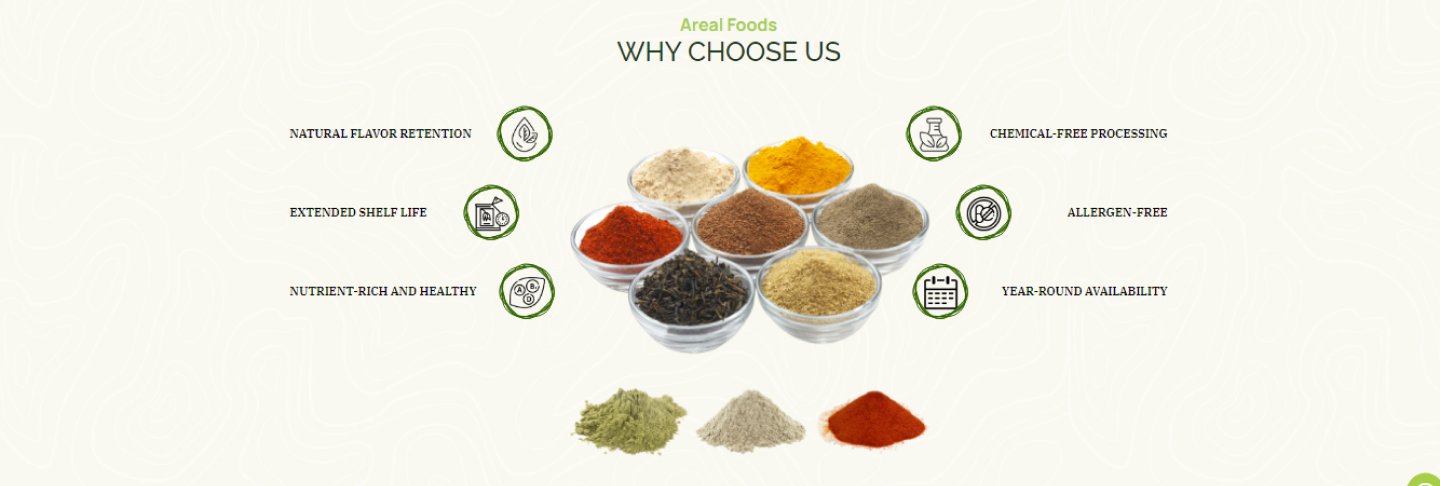 Areal Foods
WHY CHOOSE US
NATURAL FLAVOR RETENTION
CHEMICAL-FREE PROCESSING
EXTENDED SHELF LIFE
ALLERGEN-FREE
NUTRIENT-RICH AND HEALTHY
YEAR-ROUND AVAILABILITY